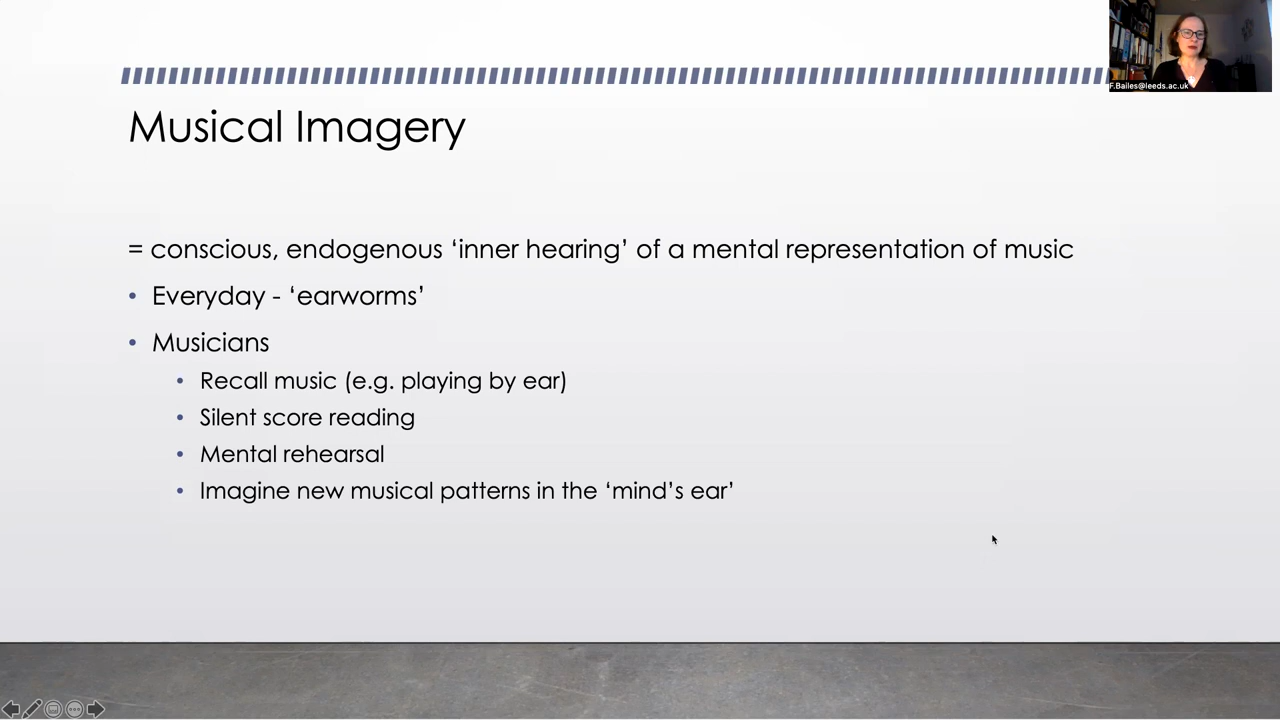 F.Bailes@leeds.ac.uk
Musical Imagery
= conscious, endogenous ‘inner hearing’ of a mental representation of music
• Everyday - ‘earworms’
• Musicians
• Recall music (e.g. playing by ear)
• Silent score reading
• Mental rehearsal
• Imagine new musical patterns in the ‘mind’s ear’